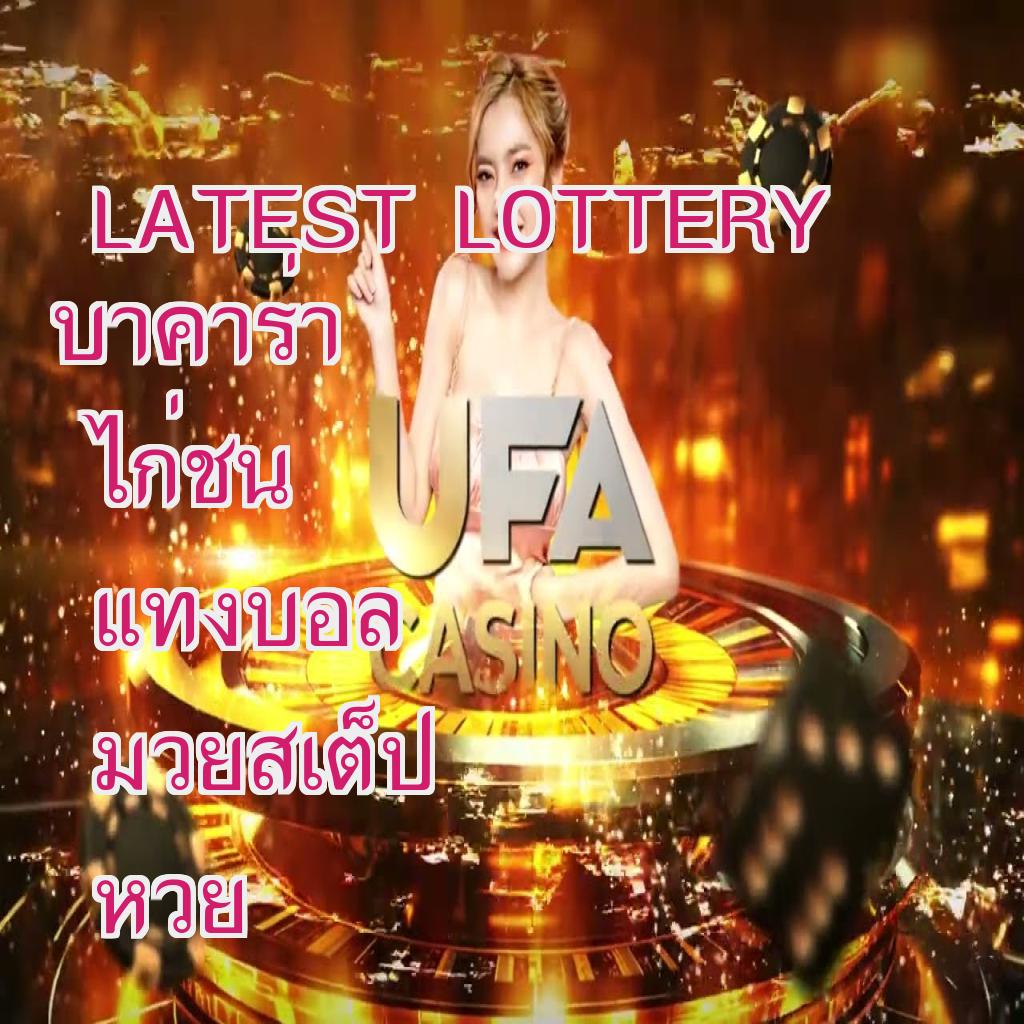 LATEST LOTTERY
บาคารา
ไก่ชน
UFA
แทงบอล
CASINO
มวยสเต็ป
หวย